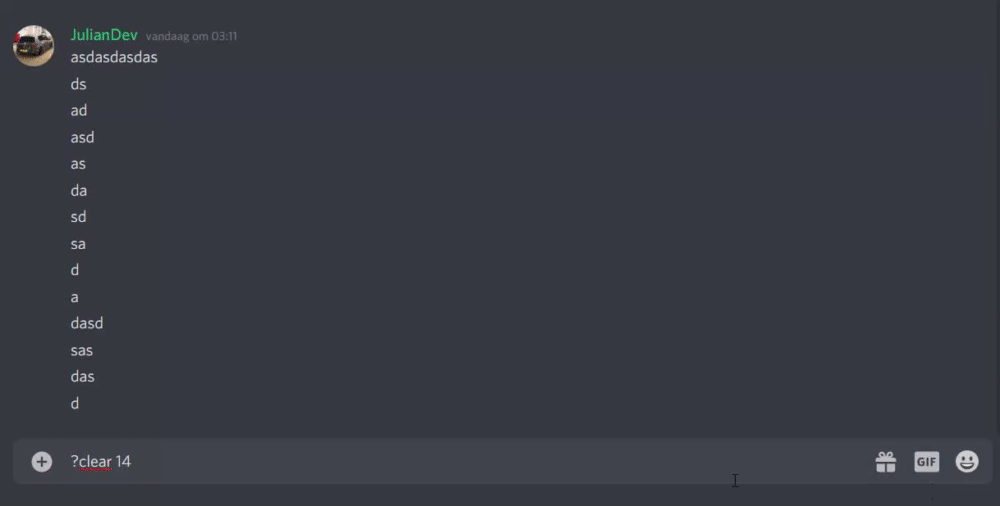 JulianDev vandaag om 03:11
asdasdasdas
ds
ad
asd
as
da
sd
sa
d
a
dasd
sas
das
d
?clear 14
GIF